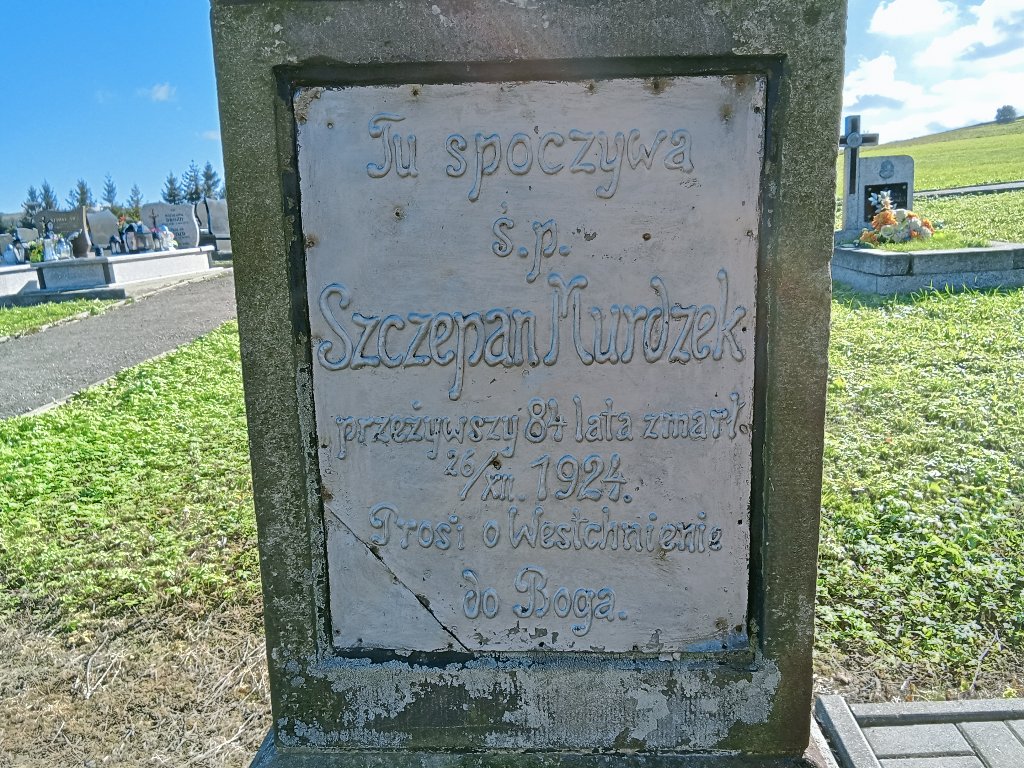 Tu spoczywa
ś.p.
Szczepan Murdzek
przeżywszy 84 lata zmarł.
26/XII. 1924.
Prosi o Westchnienie
do Boga.